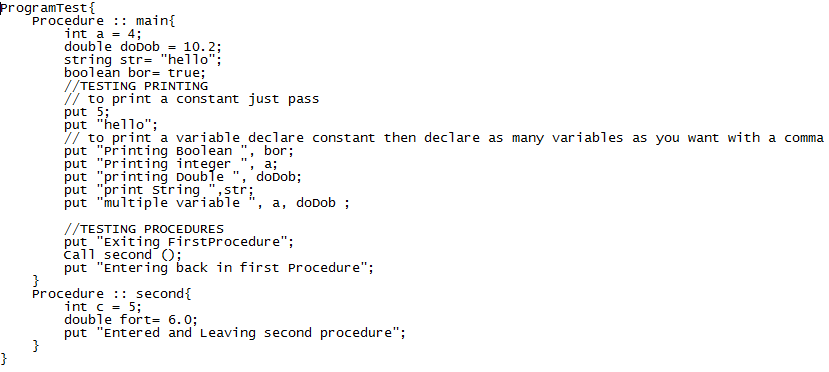 ProgramTest{
    Procedure :: main{
        int a = 4;
        double doDob = 10.2;
        string str= "hello";
        boolean bor= true;
        //TESTING PRINTING
        // to print a constant just pass
        put 5;
        put "hello";
        // to print a variable declare constant then declare as many variables as you want with a comma
        put "Printing Boolean ", bor;
        put "Printing integer ", a;
        put "printing Double ", doDob;
        put "print String ",str;
        put "multiple variable ", a, doDob ;

        //TESTING PROCEDURES
        put "Exiting FirstProcedure";
        Call second ();
        put "Entering back in first Procedure";
    }
    Procedure :: second{
        int c = 5;
        double fort= 6.0;
        put "Entered and Leaving second procedure";
    }
}